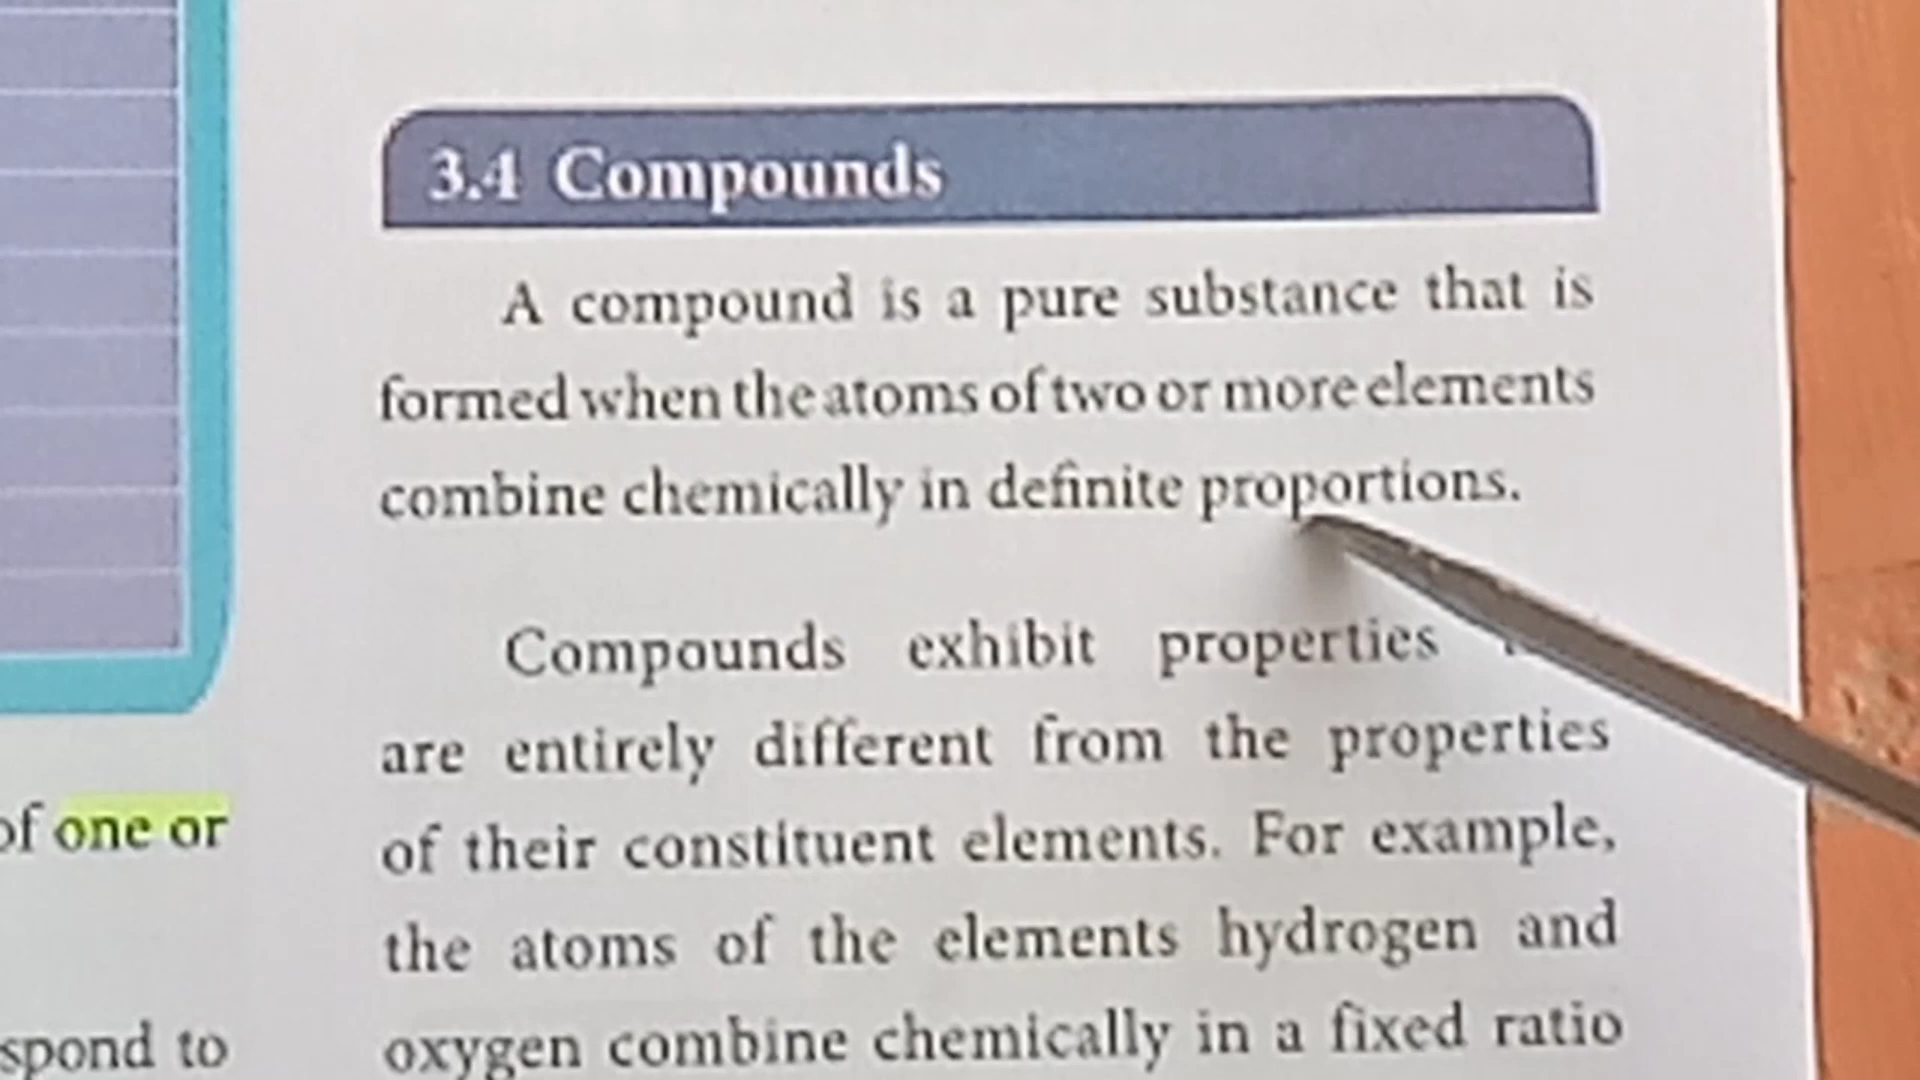 3.4 Compounds
A compound is a pure substance that is
formed when the atoms of two or more elements
combine chemically in definite proportions.
Compounds exhibit properties
are entirely different from the properties
of their constituent elements. For example,
the atoms of the elements hydrogen and
oxygen combine chemically in a fixed ratio
of one or
spond to